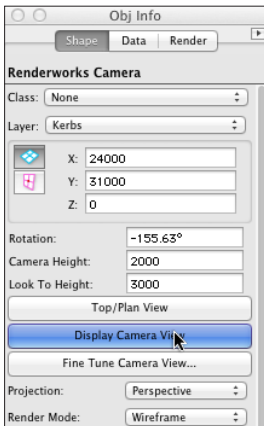 Obj Info
Shape Data Render
Renderworks Camera
Class: None
Layer: Kerbs
X: 24000
Y: 31000
Z: 0
Rotation: -155.63°
Camera Height: 2000
Look To Height: 3000
Top/Plan View
Display Camera View
Fine Tune Camera View...
Projection: Perspective
Render Mode: Wireframe